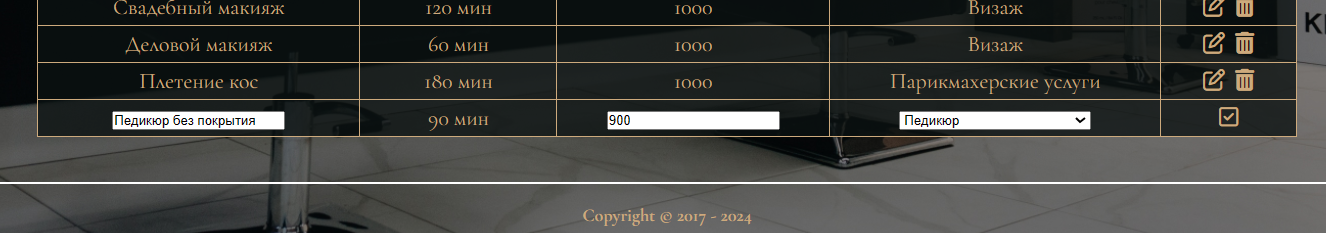 Свадебный макияж 120 мин 1000 Визаж
Деловой макияж 60 мин 1000 Визаж
Плетение кос 180 мин 1000 Парикмахерские услуги
Педикюр без покрытия 90 мин 900 Педикюр
Copyright © 2017 - 2024